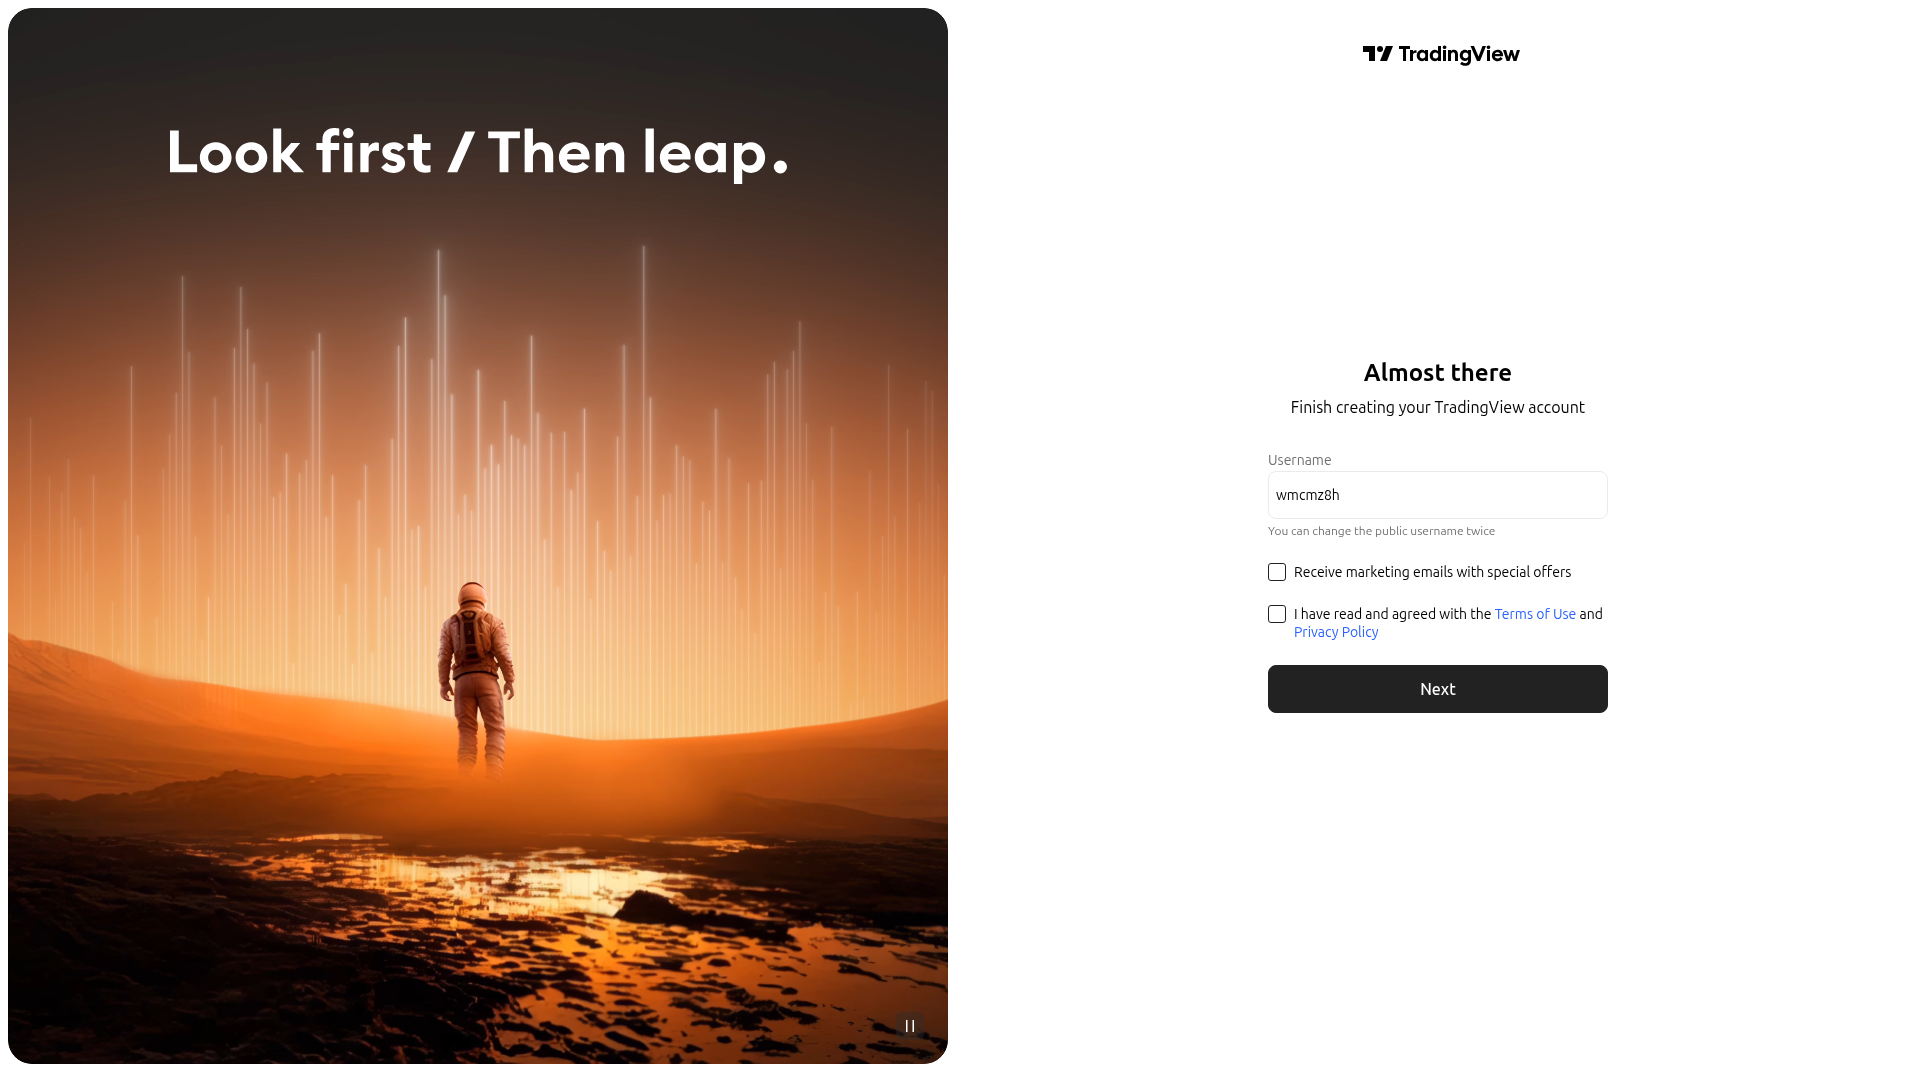 Look first / Then leap.
TradingView
Almost there
Finish creating your TradingView account
Username
wmcmz8h
You can change the public username twice
Receive marketing emails with special offers
I have read and agreed with the Terms of Use and
Privacy Policy
Next